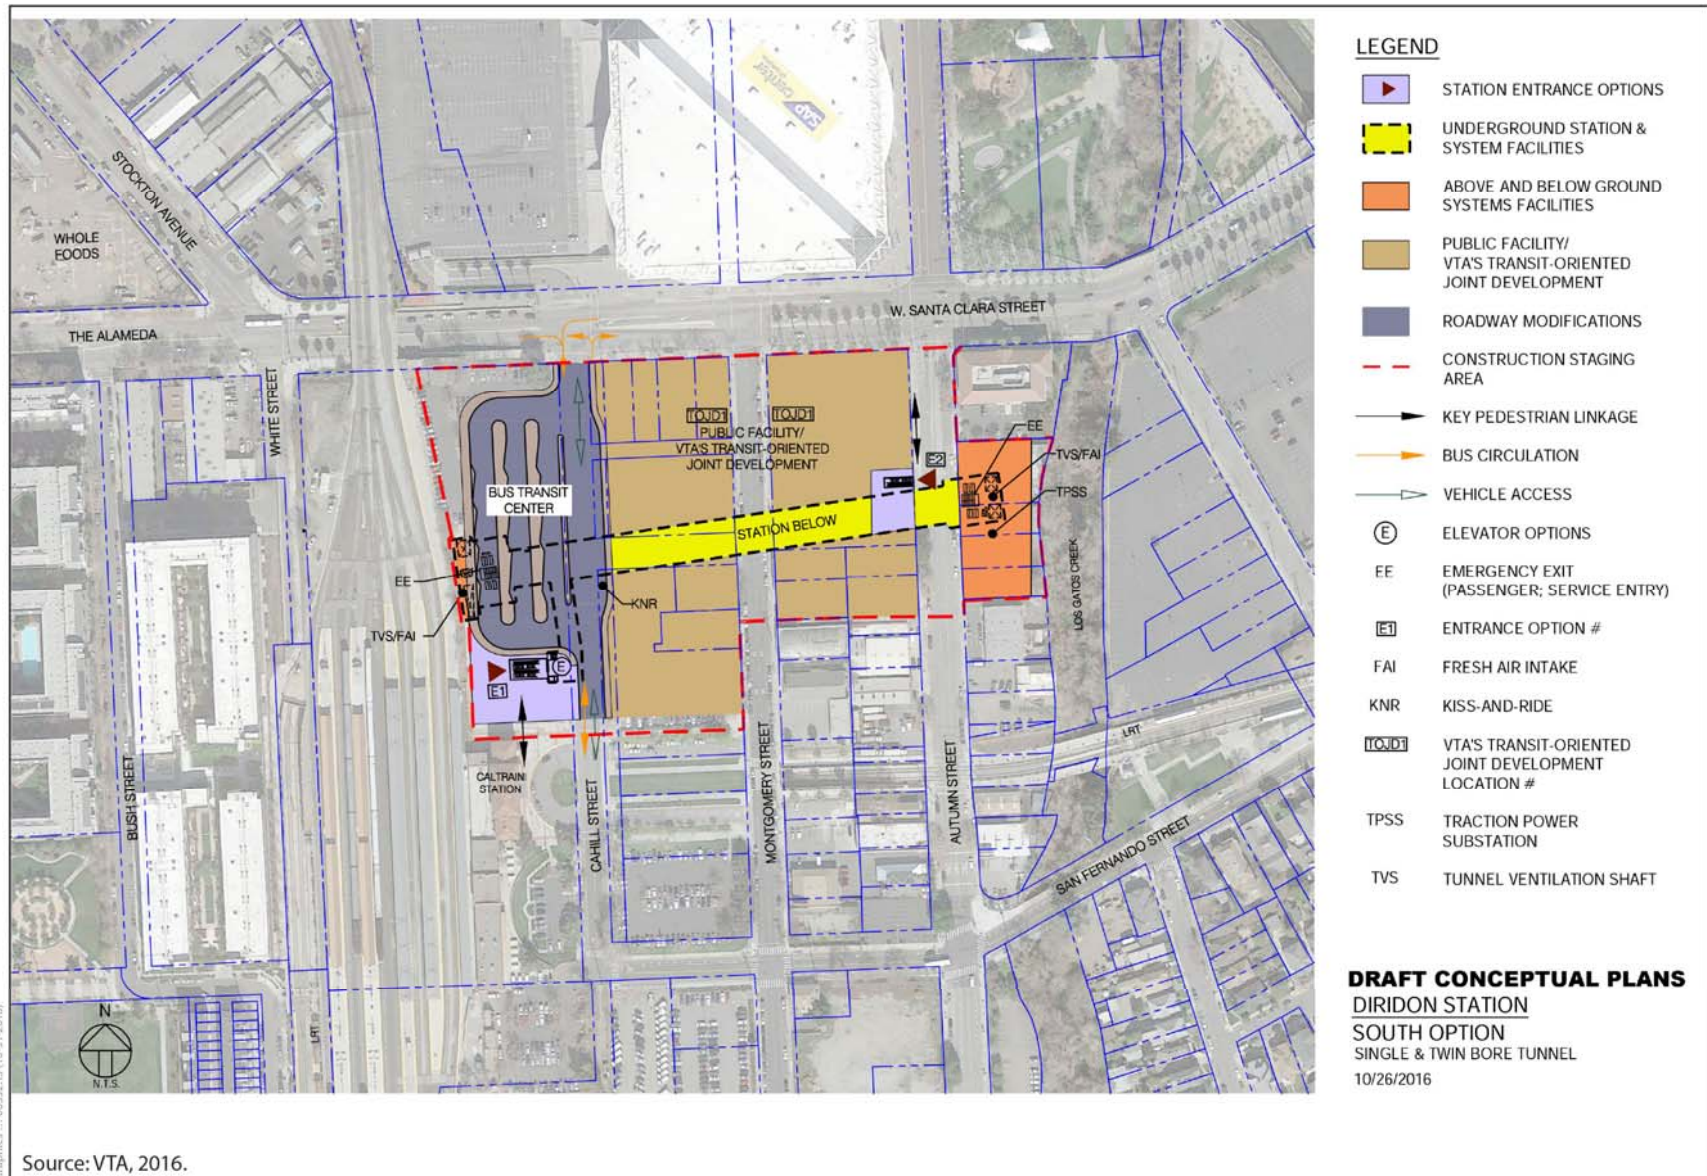 SAP center
STOCKTON AVENUE
WHOLE
FOODS
THE ALAMEDA
W. SANTA CLARA STREET
WHITE STREET
TOJD1
TOJD1
PUBLIC FACILITY/
VTA'S TRANSIT-ORIENTED
JOINT DEVELOPMENT
BUS TRANSIT
CENTER
STATION BELOW
E2
EE
TVS/FAI
TPSS
EE
TVS/FAI
KNR
E
E1
CALTRAIN
STATION
LOS GATOS CREEK
BUSH STREET
CAHILL STREET
MONTGOMERY STREET
AUTUMN STREET
LRT
SAN FERNANDO STREET
LRT
N
N.T.S.
LEGEND
STATION ENTRANCE OPTIONS
UNDERGROUND STATION &
SYSTEM FACILITIES
ABOVE AND BELOW GROUND
SYSTEMS FACILITIES
PUBLIC FACILITY/
VTA'S TRANSIT-ORIENTED
JOINT DEVELOPMENT
ROADWAY MODIFICATIONS
CONSTRUCTION STAGING
AREA
KEY PEDESTRIAN LINKAGE
BUS CIRCULATION
VEHICLE ACCESS
E ELEVATOR OPTIONS
EE EMERGENCY EXIT
(PASSENGER; SERVICE ENTRY)
E1 ENTRANCE OPTION #
FAI FRESH AIR INTAKE
KNR KISS-AND-RIDE
TOJD1 VTA'S TRANSIT-ORIENTED
JOINT DEVELOPMENT
LOCATION #
TPSS TRACTION POWER
SUBSTATION
TVS TUNNEL VENTILATION SHAFT
DRAFT CONCEPTUAL PLANS
DIRIDON STATION
SOUTH OPTION
SINGLE & TWIN BORE TUNNEL
10/26/2016
Source: VTA, 2016.